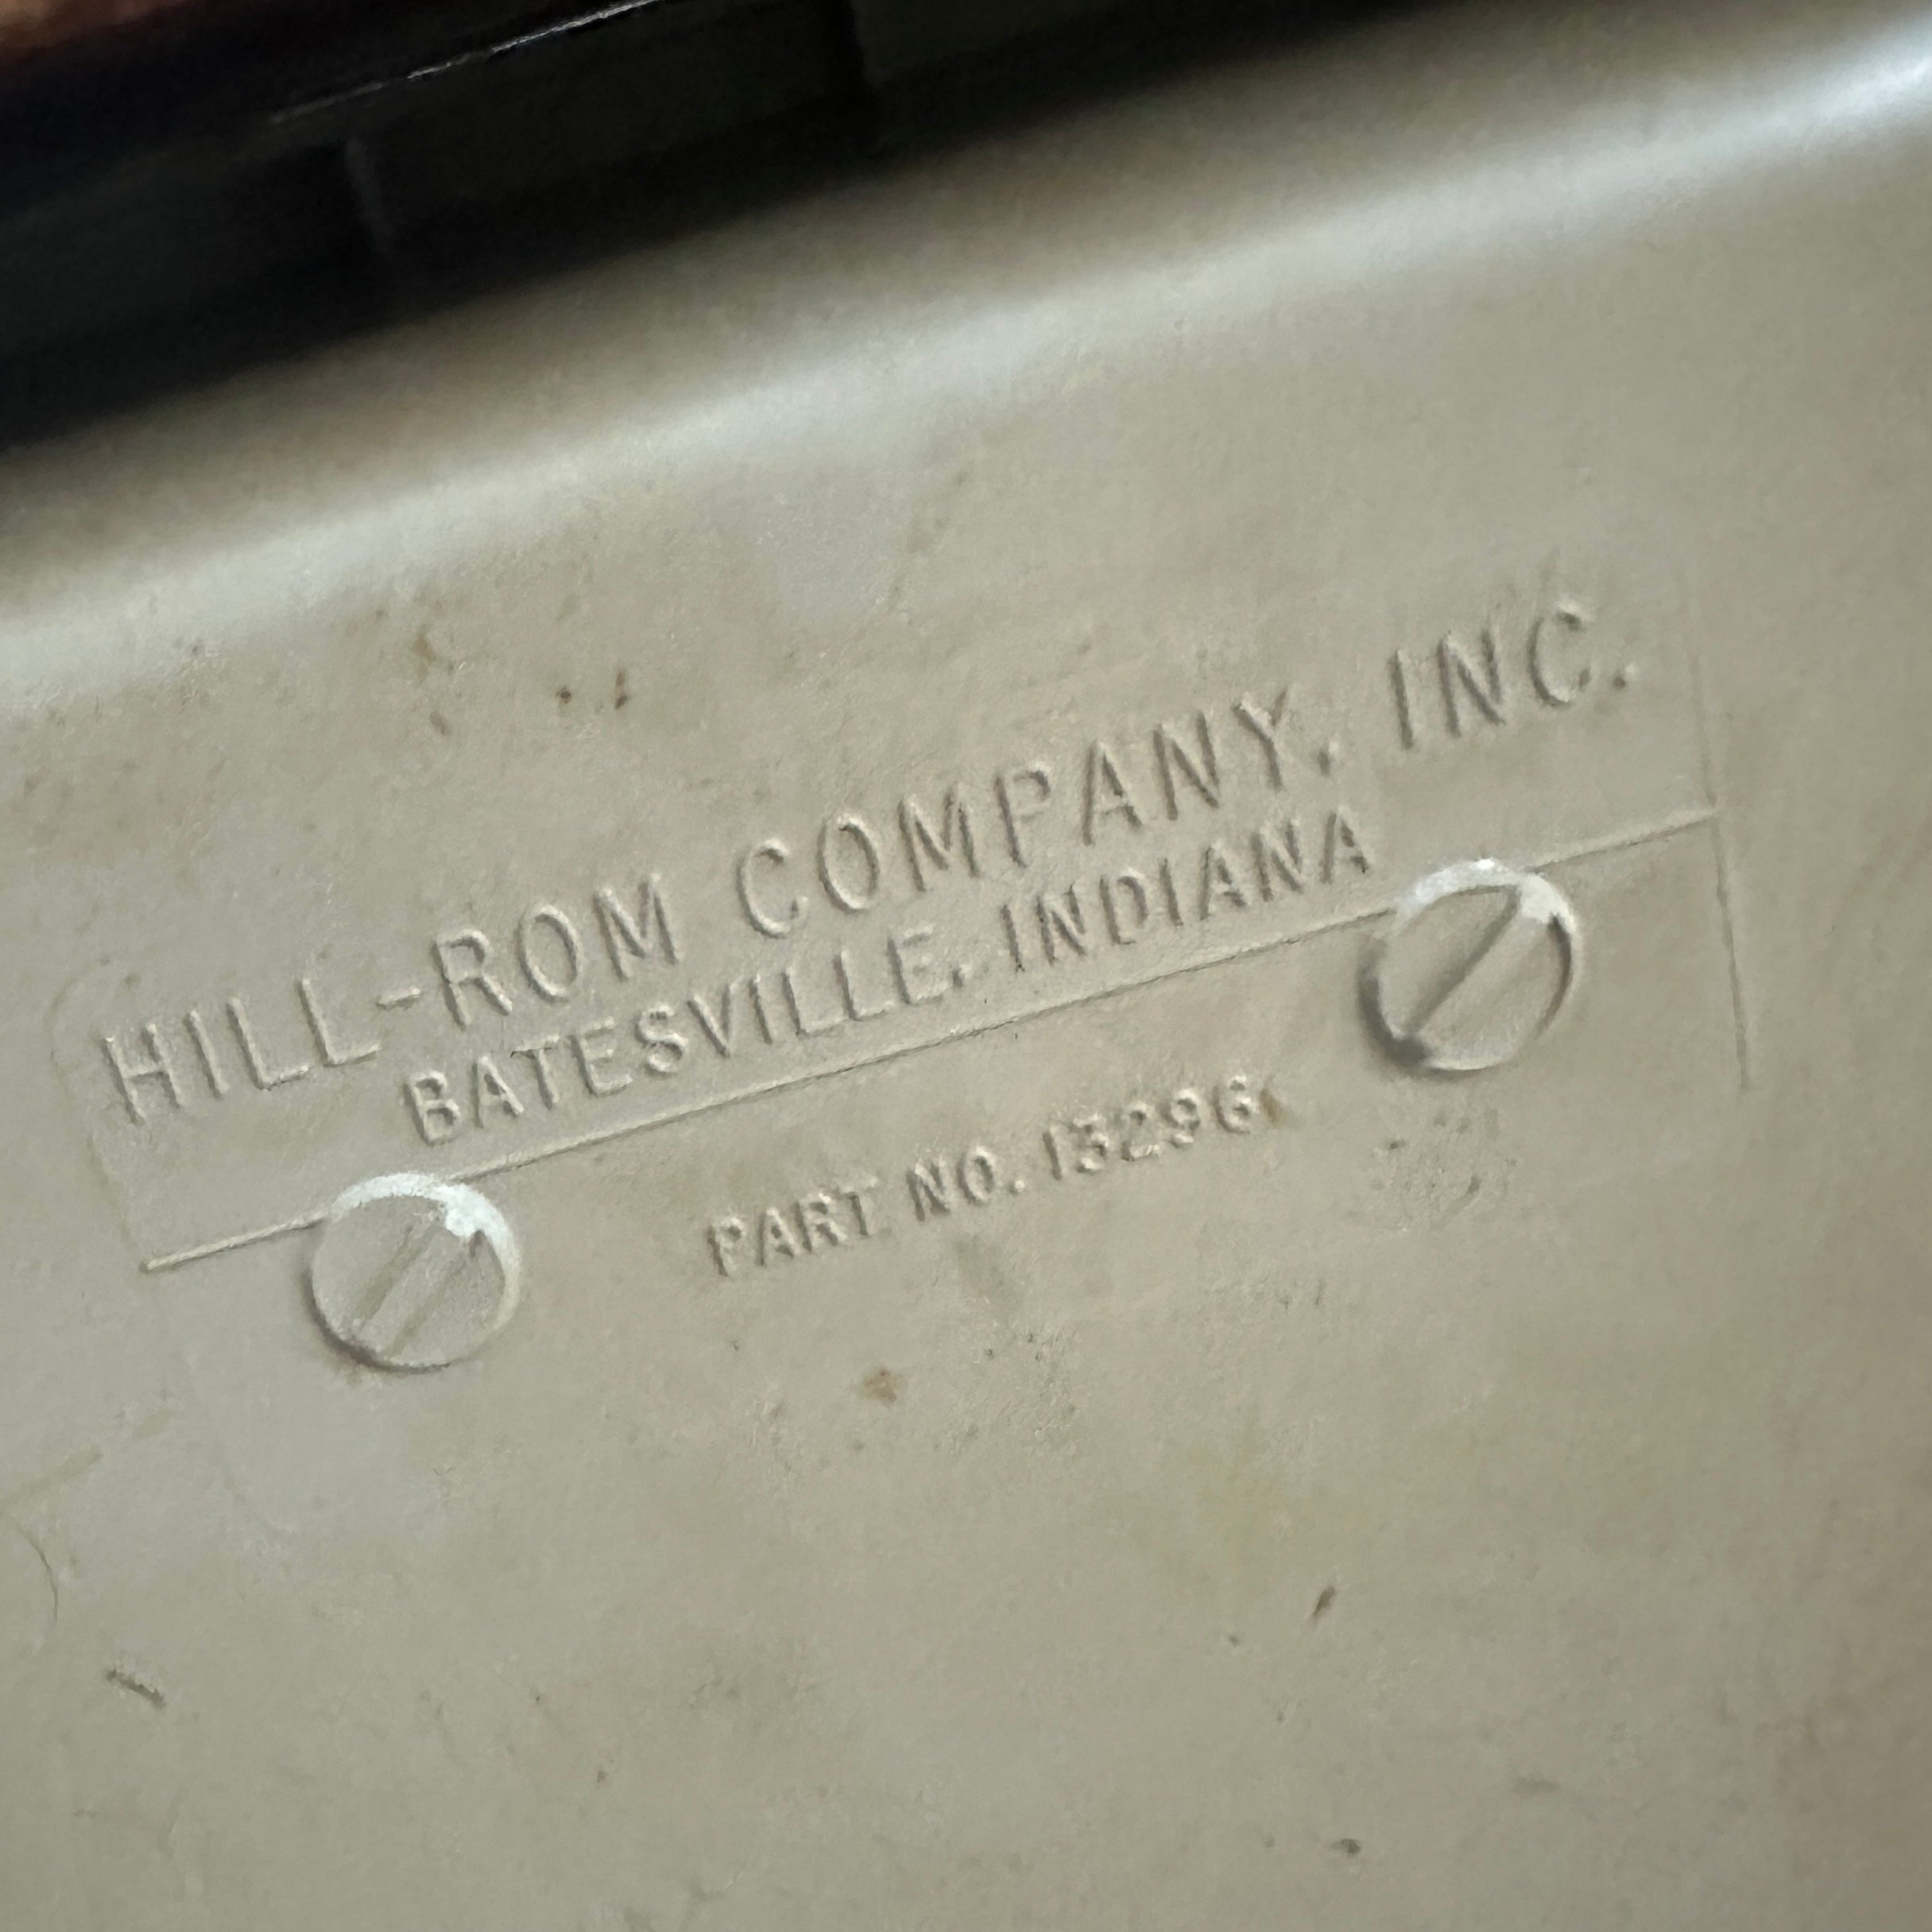 HILL-ROM COMPANY, INC.
BATESVILLE, INDIANA
PART NO. 13296